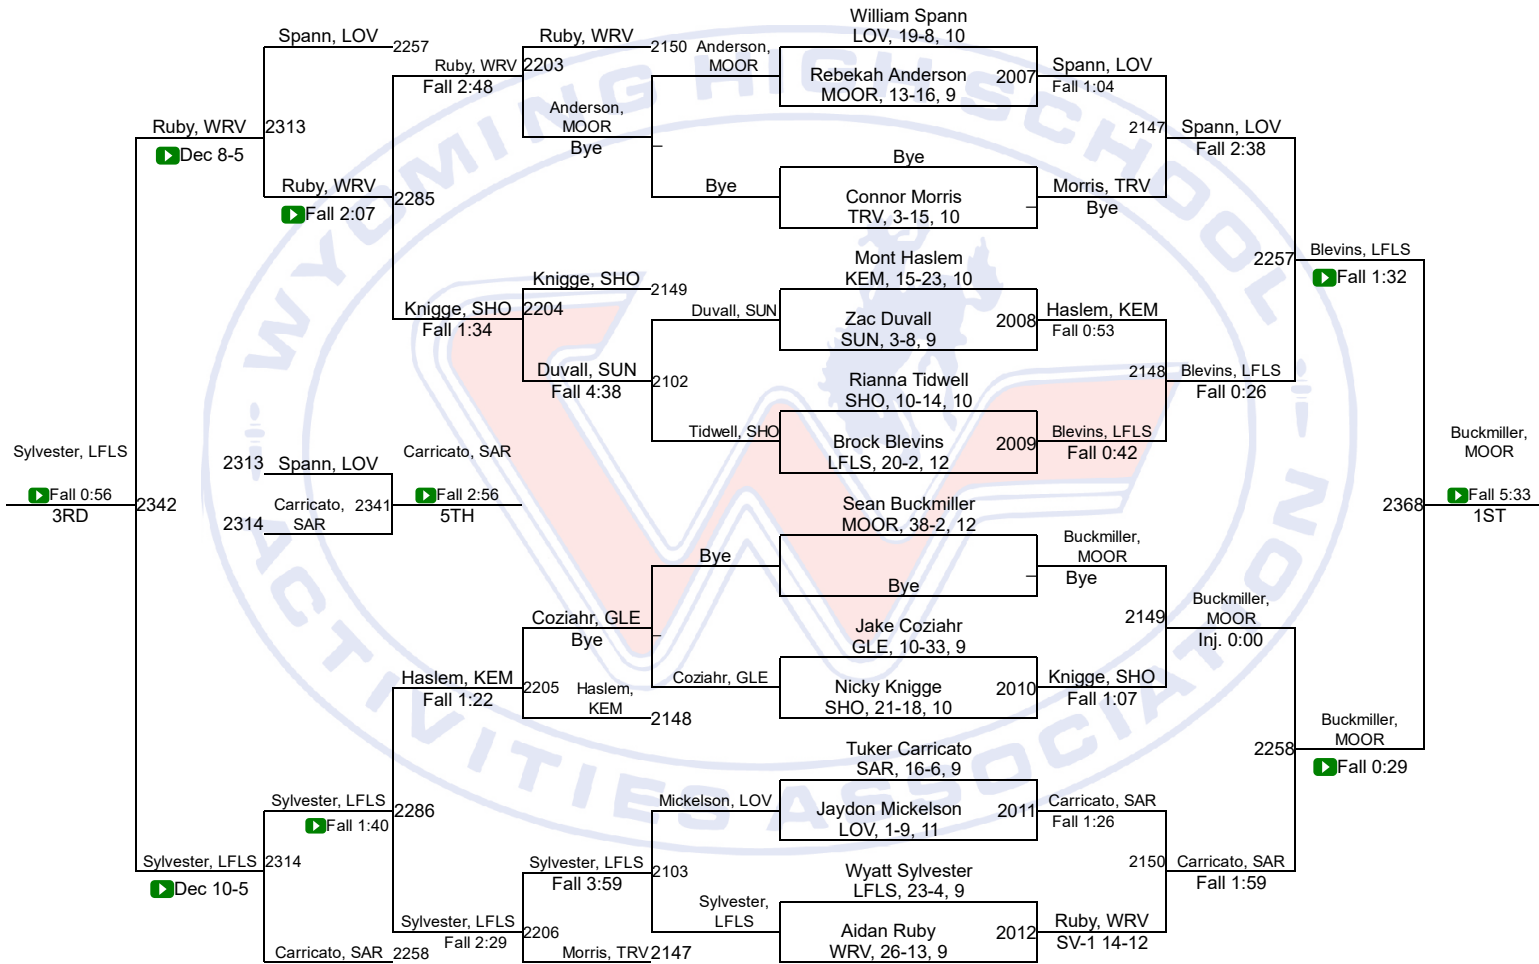 William Spann
LOV, 19-8, 10
Spann, LOV
2257
Ruby, WRV
2150
Anderson,
MOOR
Ruby, WRV
2203
Fall 2:48
Rebekah Anderson
2007
MOOR, 13-16, 9
Spann, LOV
Fall 1:04
Anderson,
MOOR
Bye
Ruby, WRV
2313
Dec 8-5
2147
Spann, LOV
Fall 2:38
Bye
Ruby, WRV
2285
Fall 2:07
Bye
Connor Morris
TRV, 3-15, 10
Morris, TRV
Bye
Mont Haslem
KEM, 15-23, 10
2257
Blevins, LFLS
Fall 1:32
Knigge, SHO
2149
Knigge, SHO
2204
Fall 1:34
Duvall, SUN
Zac Duvall
2008
SUN, 3-8, 9
Haslem, KEM
Fall 0:53
Duvall, SUN
2102
Fall 4:38
Rianna Tidwell
SHO, 10-14, 10
2148
Blevins, LFLS
Fall 0:26
Tidwell, SHO
Brock Blevins
2009
LFLS, 20-2, 12
Blevins, LFLS
Fall 0:42
Sylvester, LFLS
Fall 0:56
3RD
2342
2313
Spann, LOV
Carricato,
SAR
2341
2314
Carricato, SAR
Fall 2:56
5TH
Sean Buckmiller
MOOR, 38-2, 12
Buckmiller,
MOOR
2368
Fall 5:33
1ST
Bye
Bye
Buckmiller,
MOOR
Bye
Coziahr, GLE
Bye
Jake Coziahr
GLE, 10-33, 9
2149
Buckmiller,
MOOR
Inj. 0:00
Haslem, KEM
2205
Fall 1:22
Haslem,
KEM
2148
Coziahr, GLE
Nicky Knigge
2010
SHO, 21-18, 10
Knigge, SHO
Fall 1:07
Tuker Carricato
SAR, 16-6, 9
2258
Buckmiller,
MOOR
Fall 0:29
Sylvester, LFLS
2286
Fall 1:40
Mickelson, LOV
Jaydon Mickelson
2011
LOV, 1-9, 11
Carricato, SAR
Fall 1:26
Sylvester, LFLS
2314
Dec 10-5
Sylvester, LFLS
2103
Fall 3:59
Wyatt Sylvester
LFLS, 23-4, 9
2150
Carricato, SAR
Fall 1:59
Sylvester, LFLS
2206
Fall 2:29
Sylvester,
LFLS
Aidan Ruby
2012
WRV, 26-13, 9
Ruby, WRV
SV-1 14-12
Carricato, SAR
2258
Morris, TRV
2147
WYOMING HIGH SCHOOL
ACTIVITIES ASSOCIATION